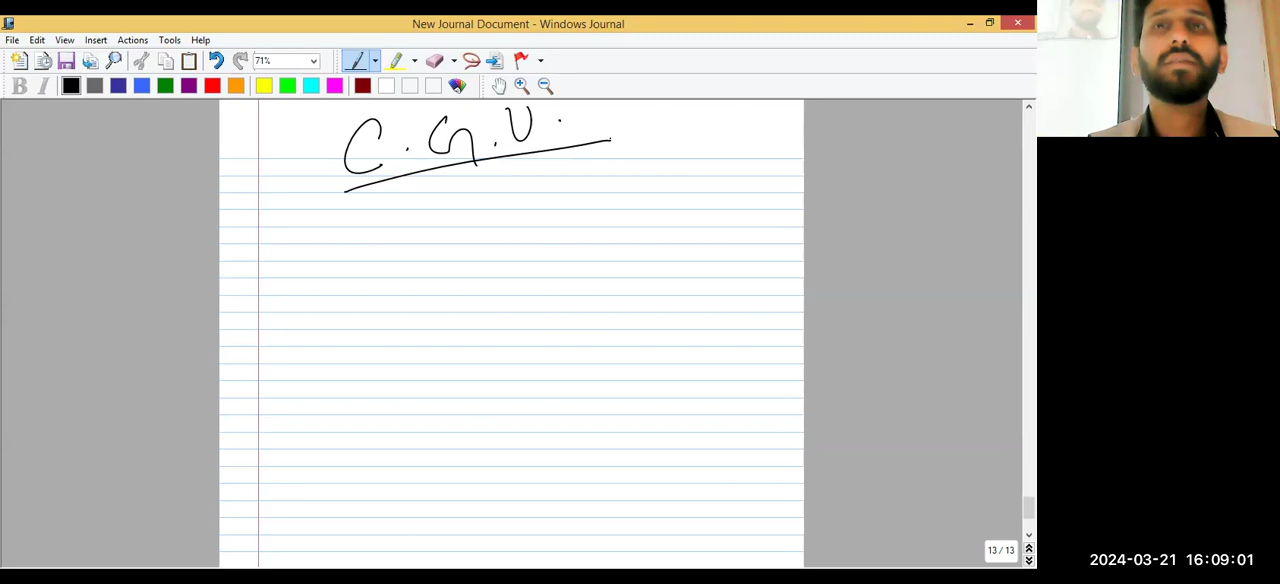 New Journal Document - Windows Journal
File Edit View Insert Actions Tools Help
71%
B I
C. G. U.
13 / 13
2024-03-21 16:09:01